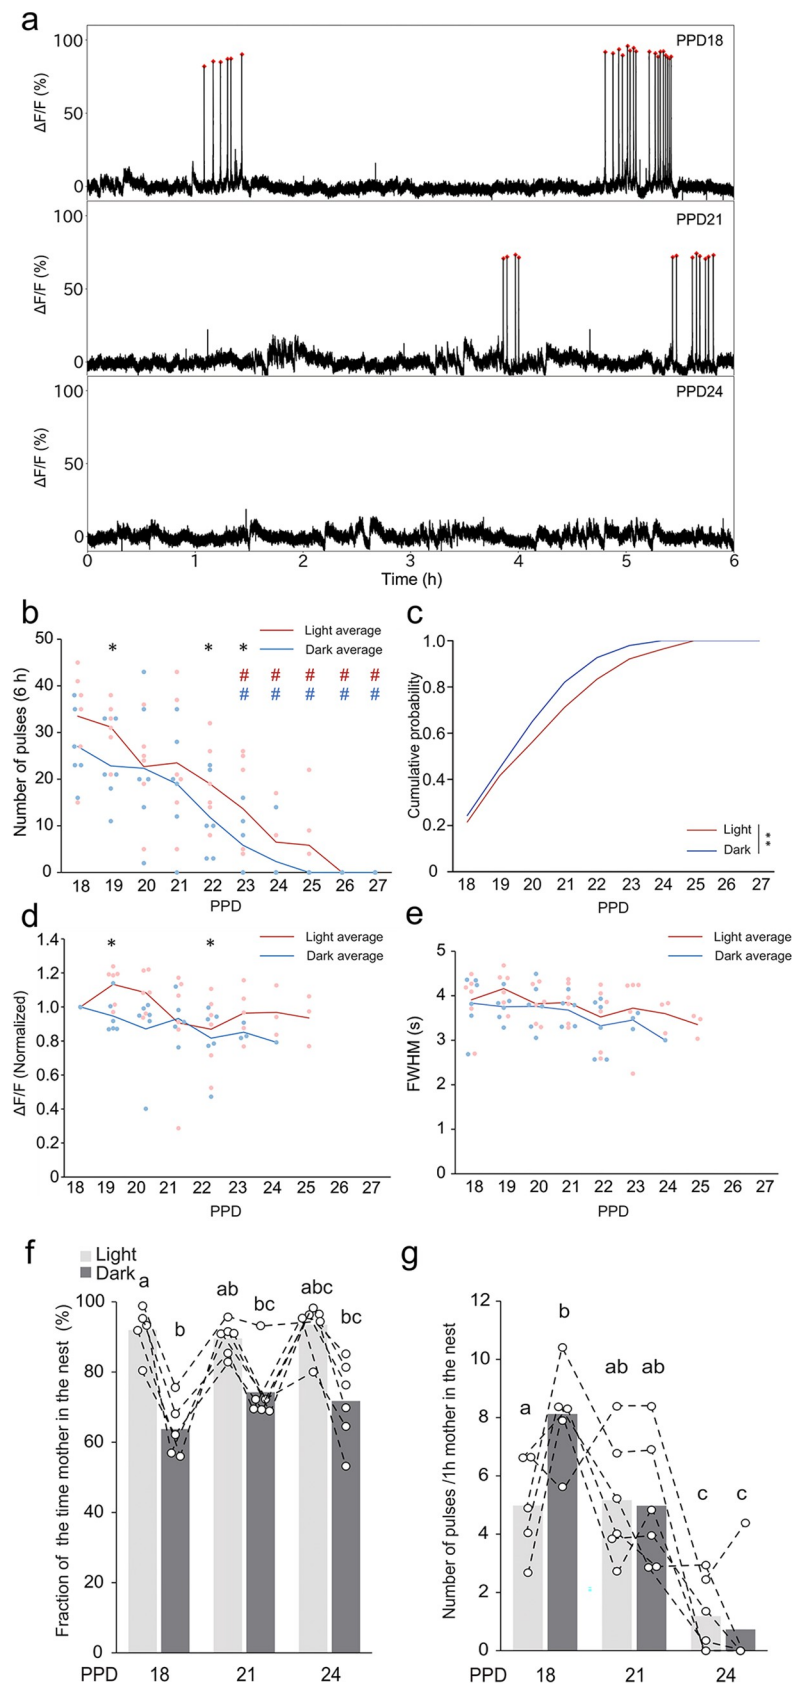 a
100
50
0
ΔF/F (%)
PPD18
100
50
0
ΔF/F (%)
PPD21
100
50
0
ΔF/F (%)
PPD24
0 1 2 3 4 5 6
Time (h)
b
Light average
Dark average
* * *
# # # # #
# # # # #
50
40
30
20
10
0
Number of pulses (6 h)
18 19 20 21 22 23 24 25 26 27
PPD
c
1.0
0.8
0.6
0.4
0.2
0
Cumulative probability
Light
Dark
**
18 19 20 21 22 23 24 25 26 27
PPD
d
Light average
Dark average
* *
1.4
1.2
1.0
0.8
0.6
0.4
0.2
0
ΔF/F (Normalized)
18 19 20 21 22 23 24 25 26 27
PPD
e
Light average
Dark average
5
4
3
2
1
0
FWHM (s)
18 19 20 21 22 23 24 25 26 27
PPD
f
Light
Dark
a b ab bc abc bc
100
80
60
40
20
0
Fraction of the time mother in the nest (%)
PPD 18 21 24
g
12
10
8
6
4
2
0
a b ab ab c c
Number of pulses /1h mother in the nest
PPD 18 21 24